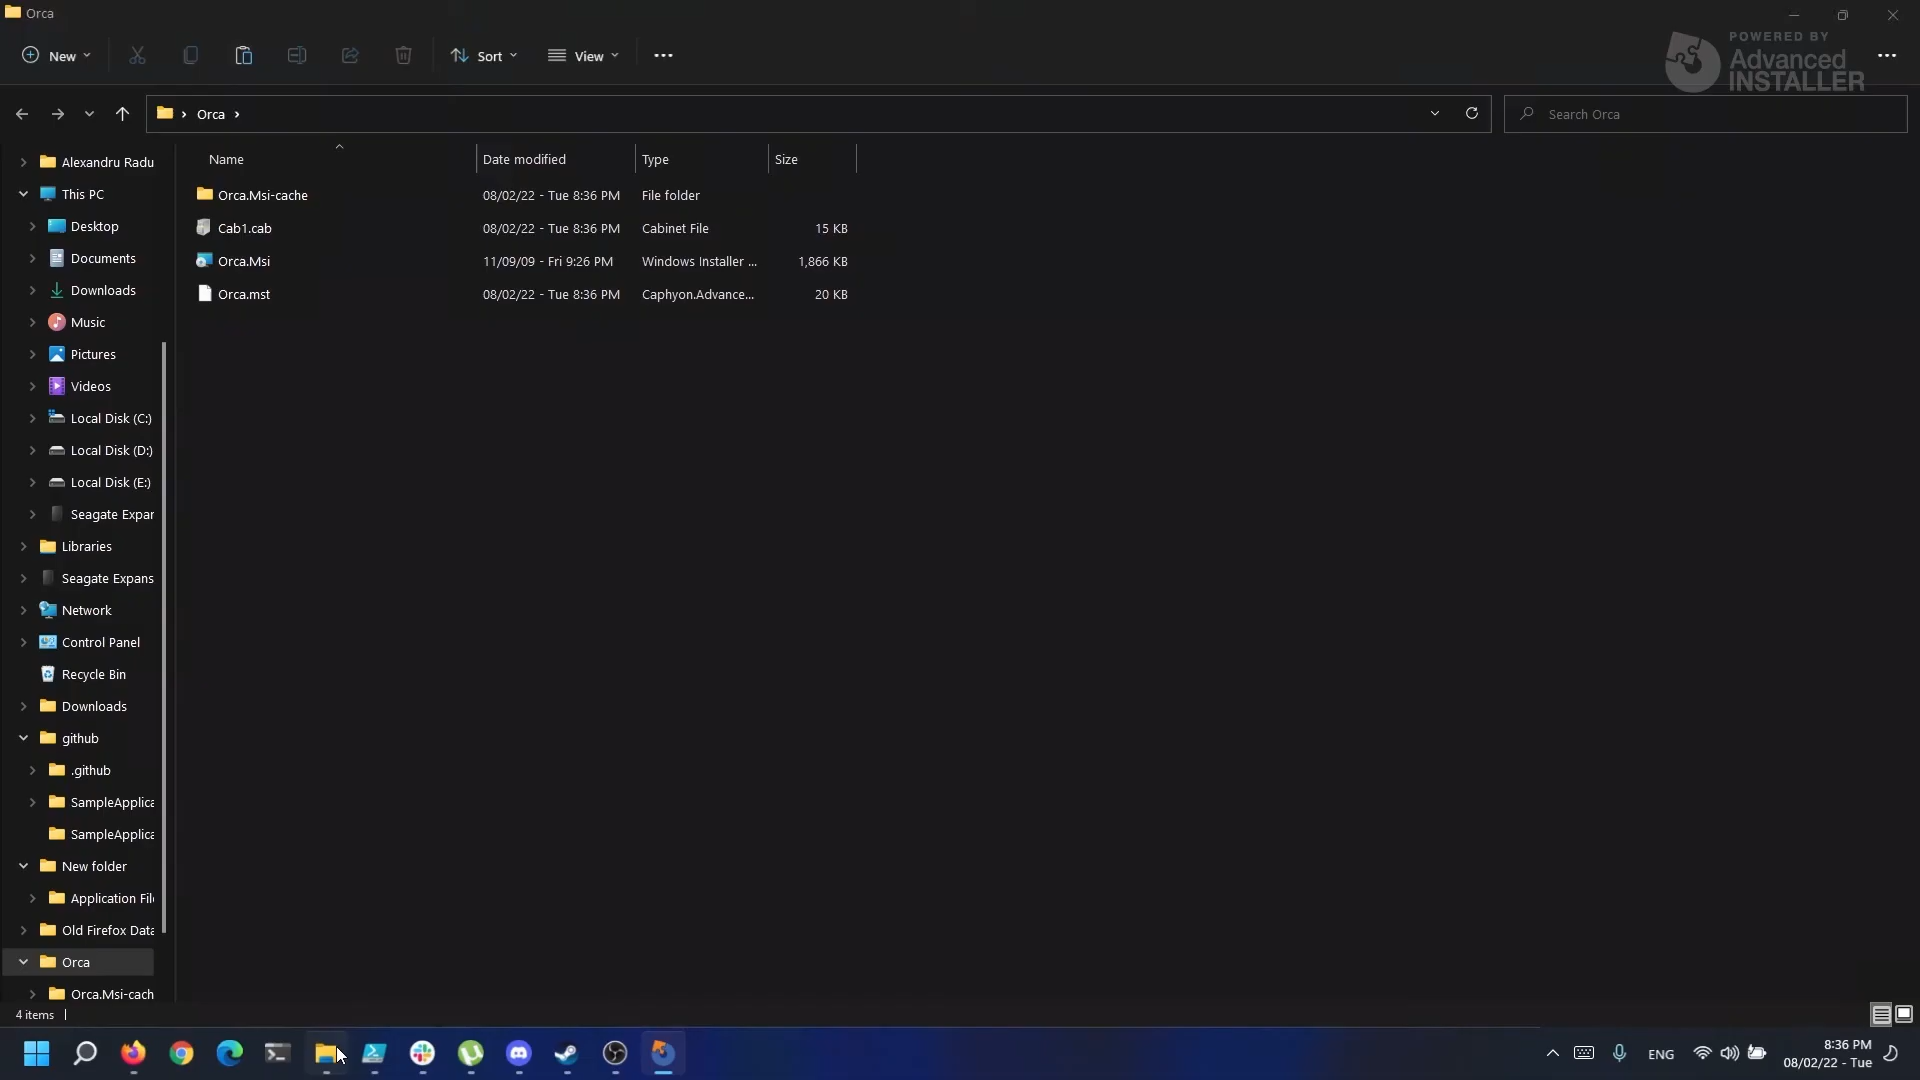 Orca
POWERED BY
Advanced
INSTALLER
New
Sort
View
Orca
Search Orca
Name
Date modified
Type
Size
Orca.Msi-cache
08/02/22 - Tue 8:36 PM
File folder
Cab1.cab
08/02/22 - Tue 8:36 PM
Cabinet File
15 KB
Orca.Msi
11/09/09 - Fri 9:26 PM
Windows Installer ...
1,866 KB
Orca.mst
08/02/22 - Tue 8:36 PM
Caphyon.Advance...
20 KB
Alexandru Radu
This PC
Desktop
Documents
Downloads
Music
Pictures
Videos
Local Disk (C:)
Local Disk (D:)
Local Disk (E:)
Seagate Expar
Libraries
Seagate Expans
Network
Control Panel
Recycle Bin
Downloads
github
.github
SampleApplica
SampleApplica
New folder
Application File
Old Firefox Data
Orca
Orca.Msi-cach
4 items
ENG
8:36 PM
08/02/22 - Tue